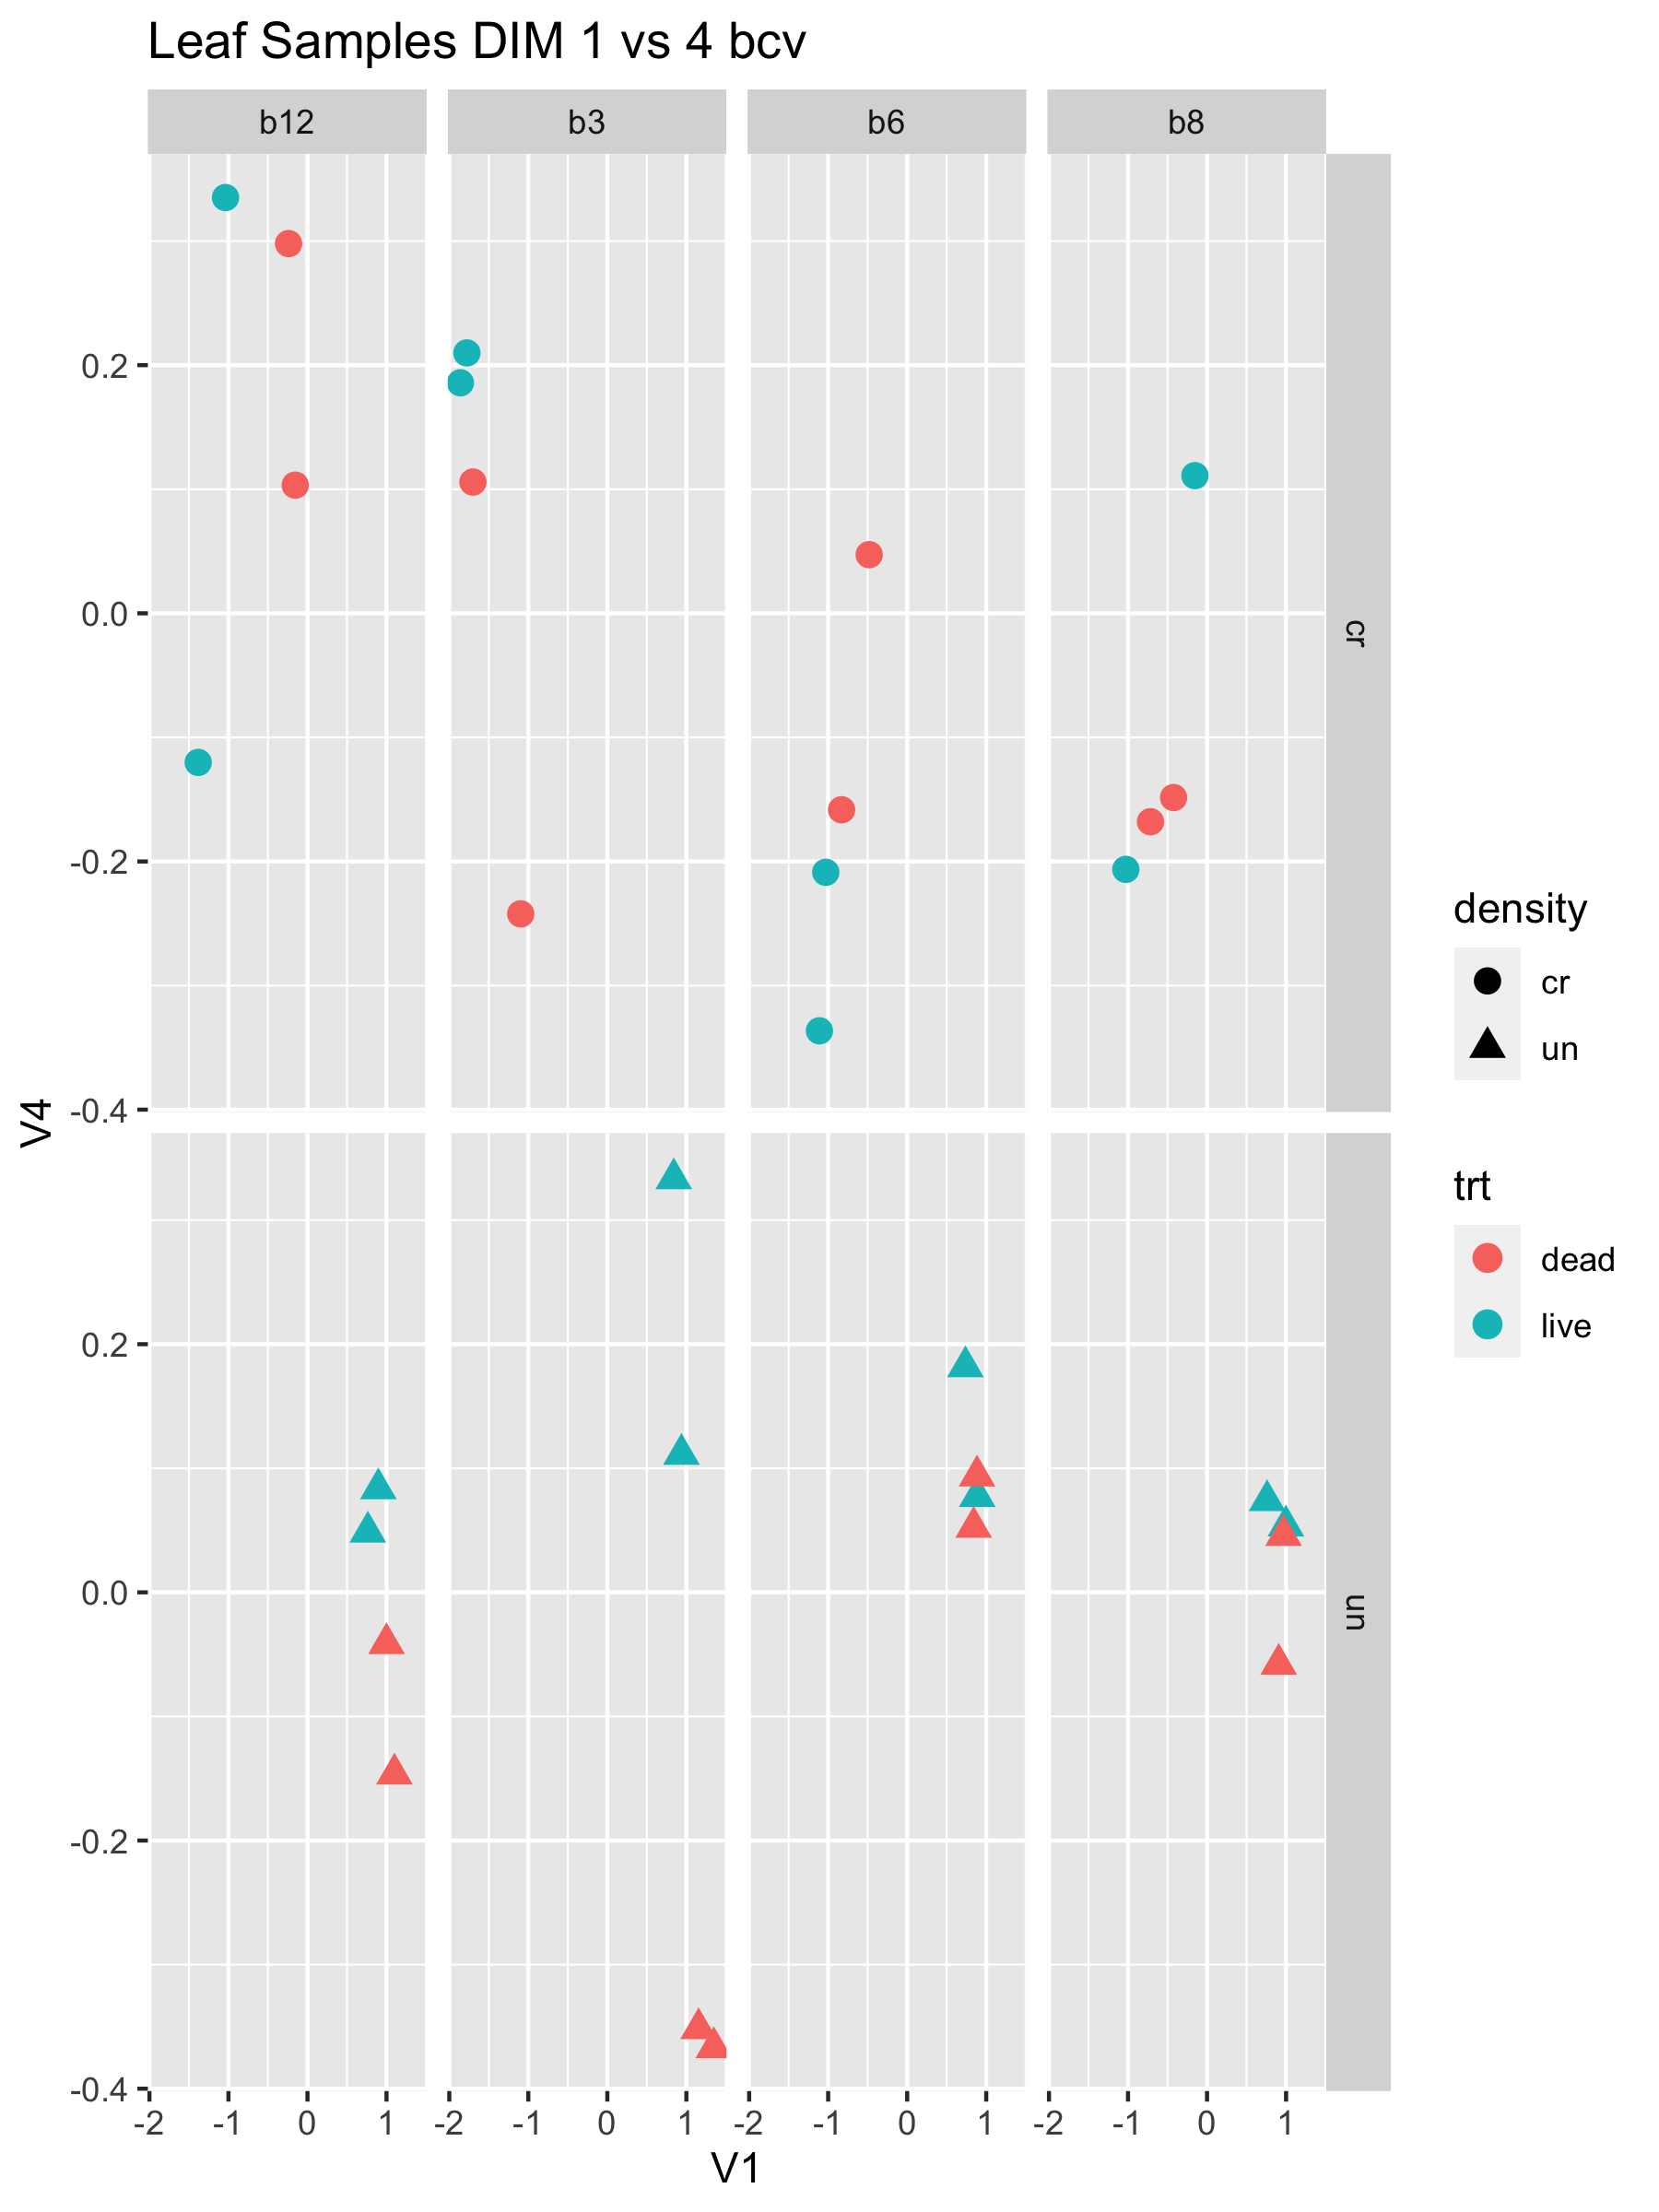 Leaf Samples DIM 1 vs 4 bcv
b12 b3 b6 b8
0.2
0.0
-0.2
-0.4
cr
0.2
0.0
-0.2
-0.4
un
V4
-2 -1 0 1 -2 -1 0 1 -2 -1 0 1 -2 -1 0 1
V1
density
cr
un
trt
dead
live